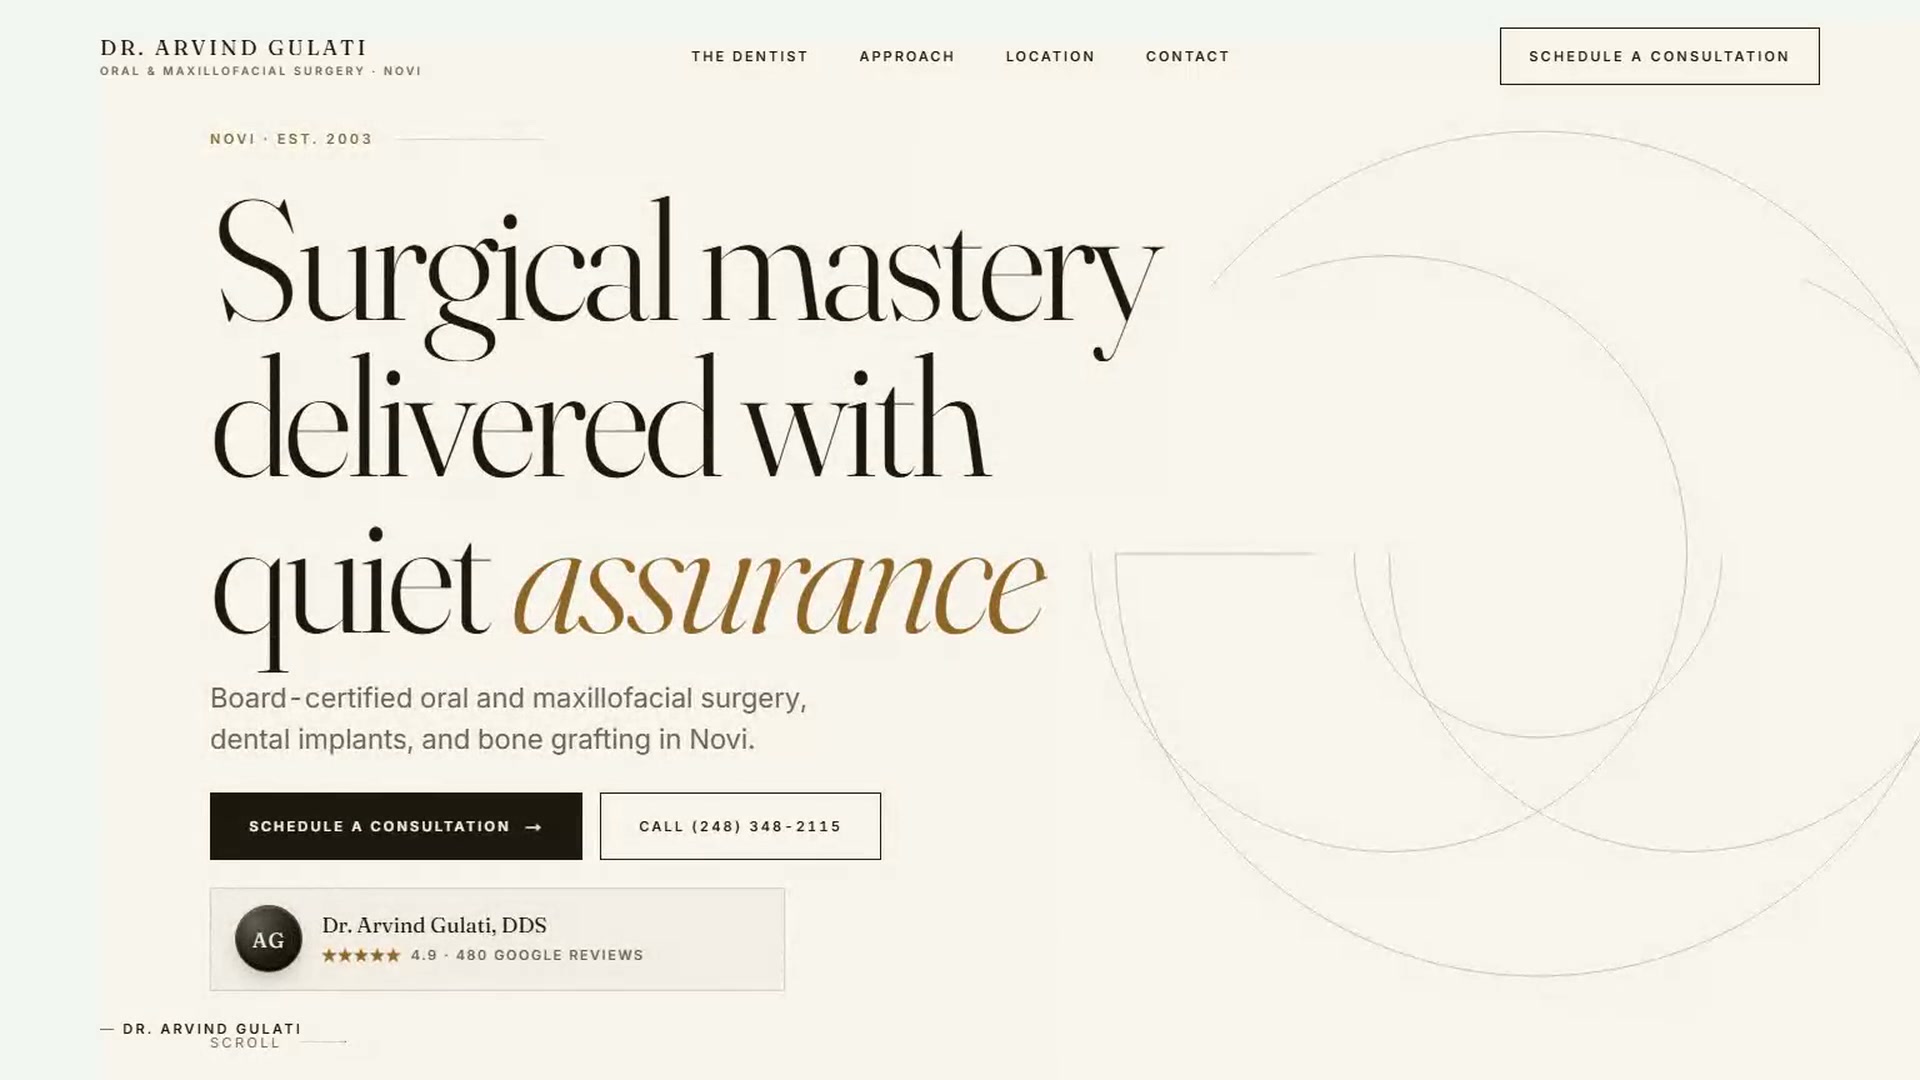 DR. ARVIND GULATI
ORAL & MAXILLOFACIAL SURGERY · NOVI
THE DENTIST
APPROACH
LOCATION
CONTACT
SCHEDULE A CONSULTATION
NOVI · EST. 2003
Surgical mastery
delivered with
quiet assurance
Board-certified oral and maxillofacial surgery,
dental implants, and bone grafting in Novi.
SCHEDULE A CONSULTATION →
CALL (248) 348-2115
AG
Dr. Arvind Gulati, DDS
★★★★★ 4.9 · 480 GOOGLE REVIEWS
— DR. ARVIND GULATI
SCROLL